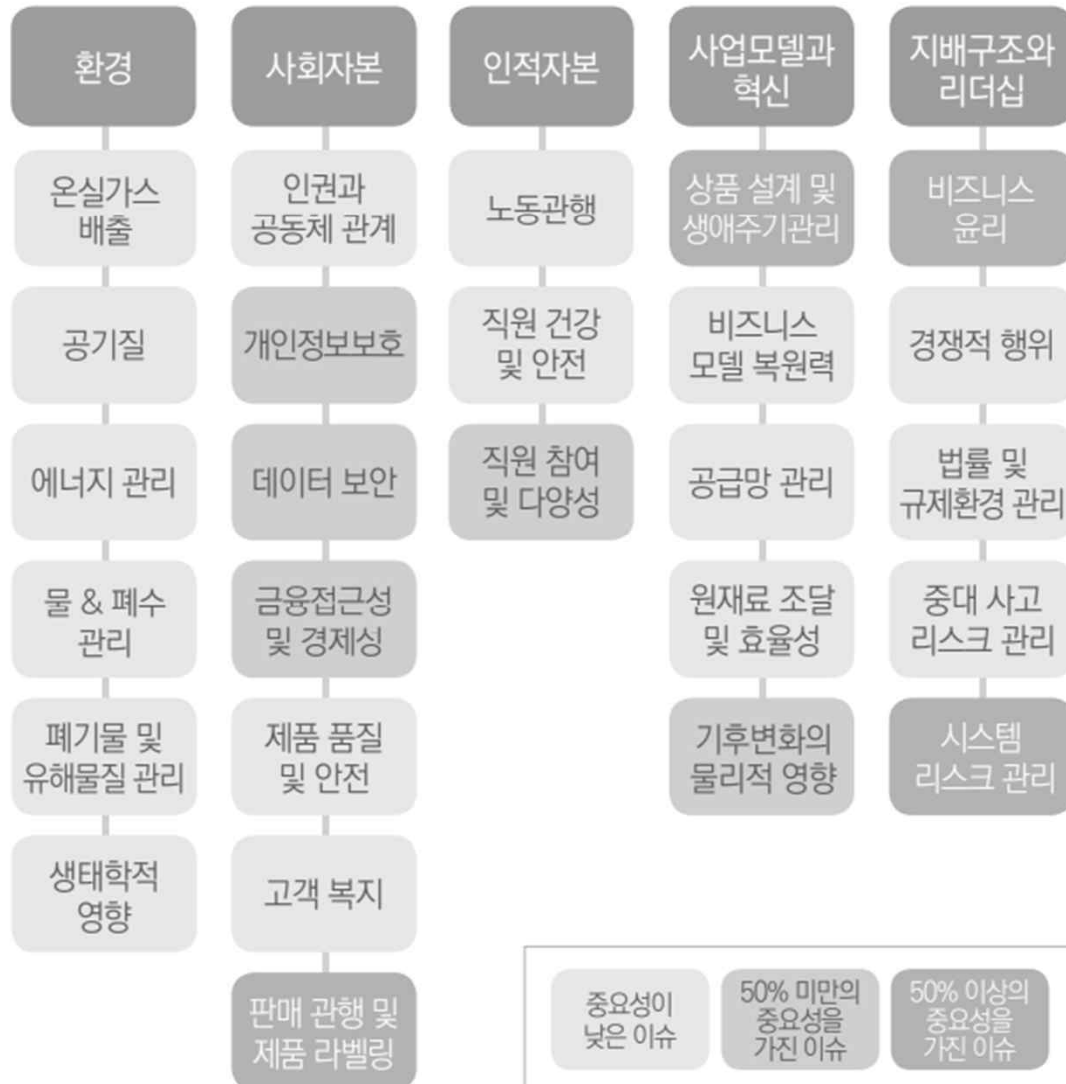 환경
온실가스
배출
공기질
에너지 관리
물 & 폐수
관리
폐기물 및
유해물질 관리
생태학적
영향
사회자본
인권과
공동체 관계
개인정보보호
데이터 보안
금융접근성
및 경제성
제품 품질
및 안전
고객 복지
판매 관행 및
제품 라벨링
인적자본
노동관행
직원 건강
및 안전
직원 참여
및 다양성
사업모델과
혁신
상품 설계 및
생애주기관리
비즈니스
모델 복원력
공급망 관리
원재료 조달
및 효율성
기후변화의
물리적 영향
지배구조와
리더십
비즈니스
윤리
경쟁적 행위
법률 및
규제환경 관리
중대 사고
리스크 관리
시스템
리스크 관리
중요성이
낮은 이슈
50% 미만의
중요성을
가진 이슈
50% 이상의
중요성을
가진 이슈